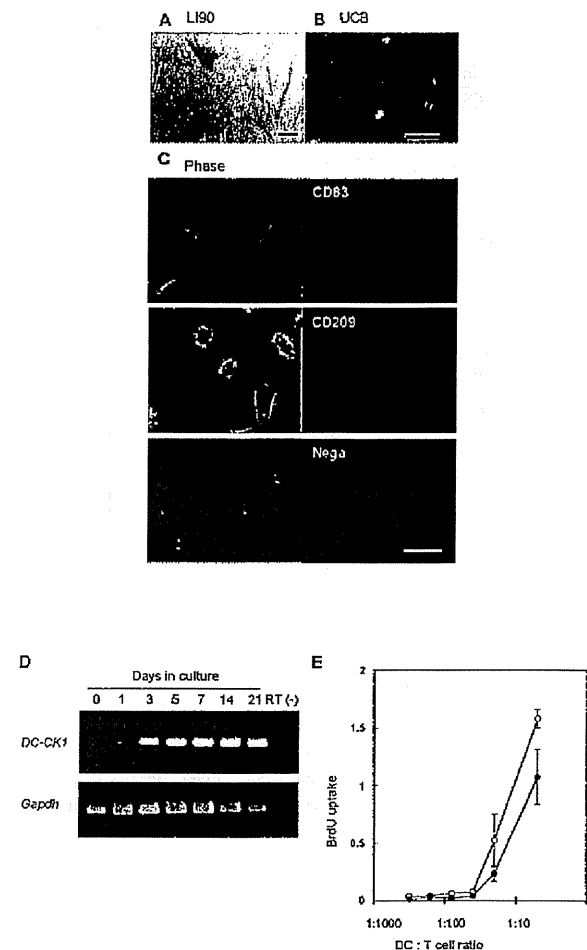 A LI90
B UCB
C Phase
CD83
CD209
Nega
D
Days in culture
0 1 3 5 7 14 21 RT (-)
DC-CK1
Gapdh
E
2
1.5
1
0.5
0
BrdU uptake
1:1000 1:100 1:10
DC : T cell ratio